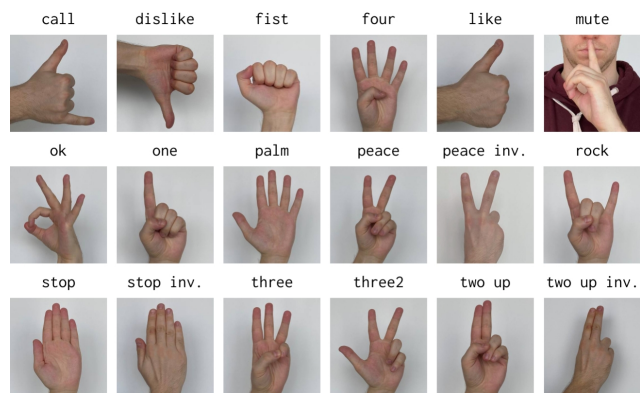 call dislike fist four like mute
ok one palm peace peace inv. rock
stop stop inv. three three2 two up two up inv.